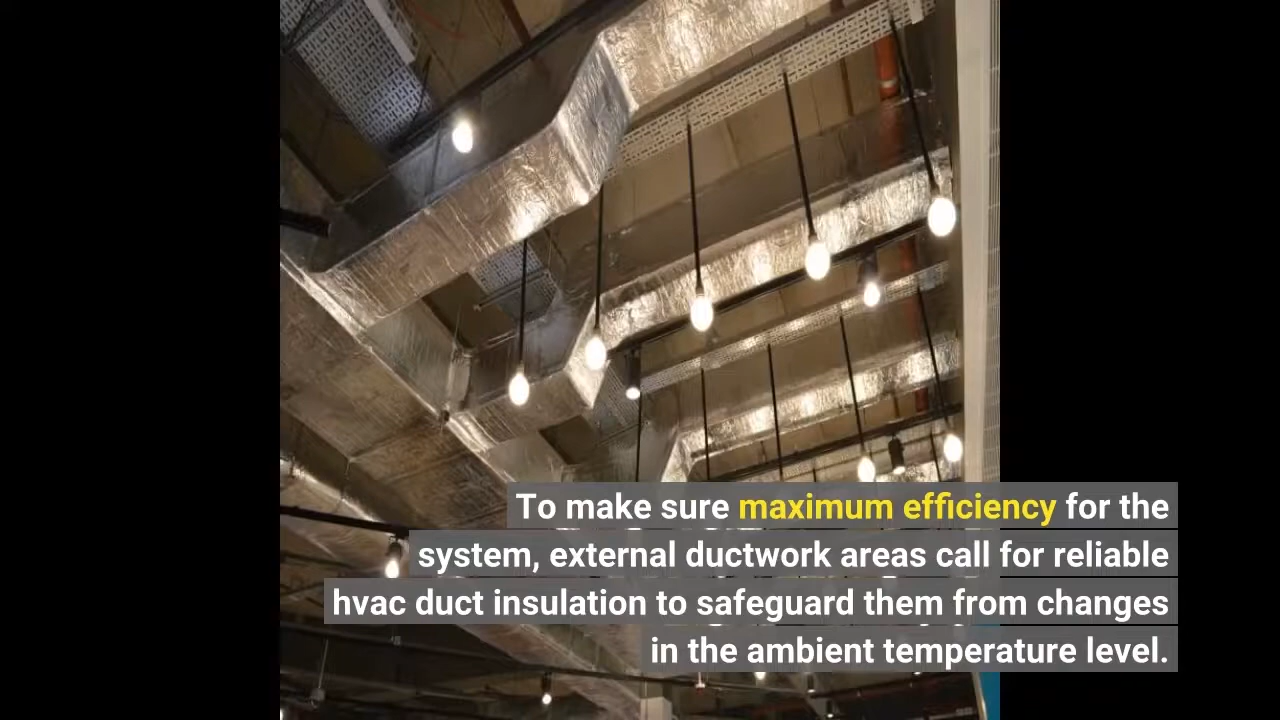 To make sure maximum efficiency for the
system, external ductwork areas call for reliable
hvac duct insulation to safeguard them from changes
in the ambient temperature level.